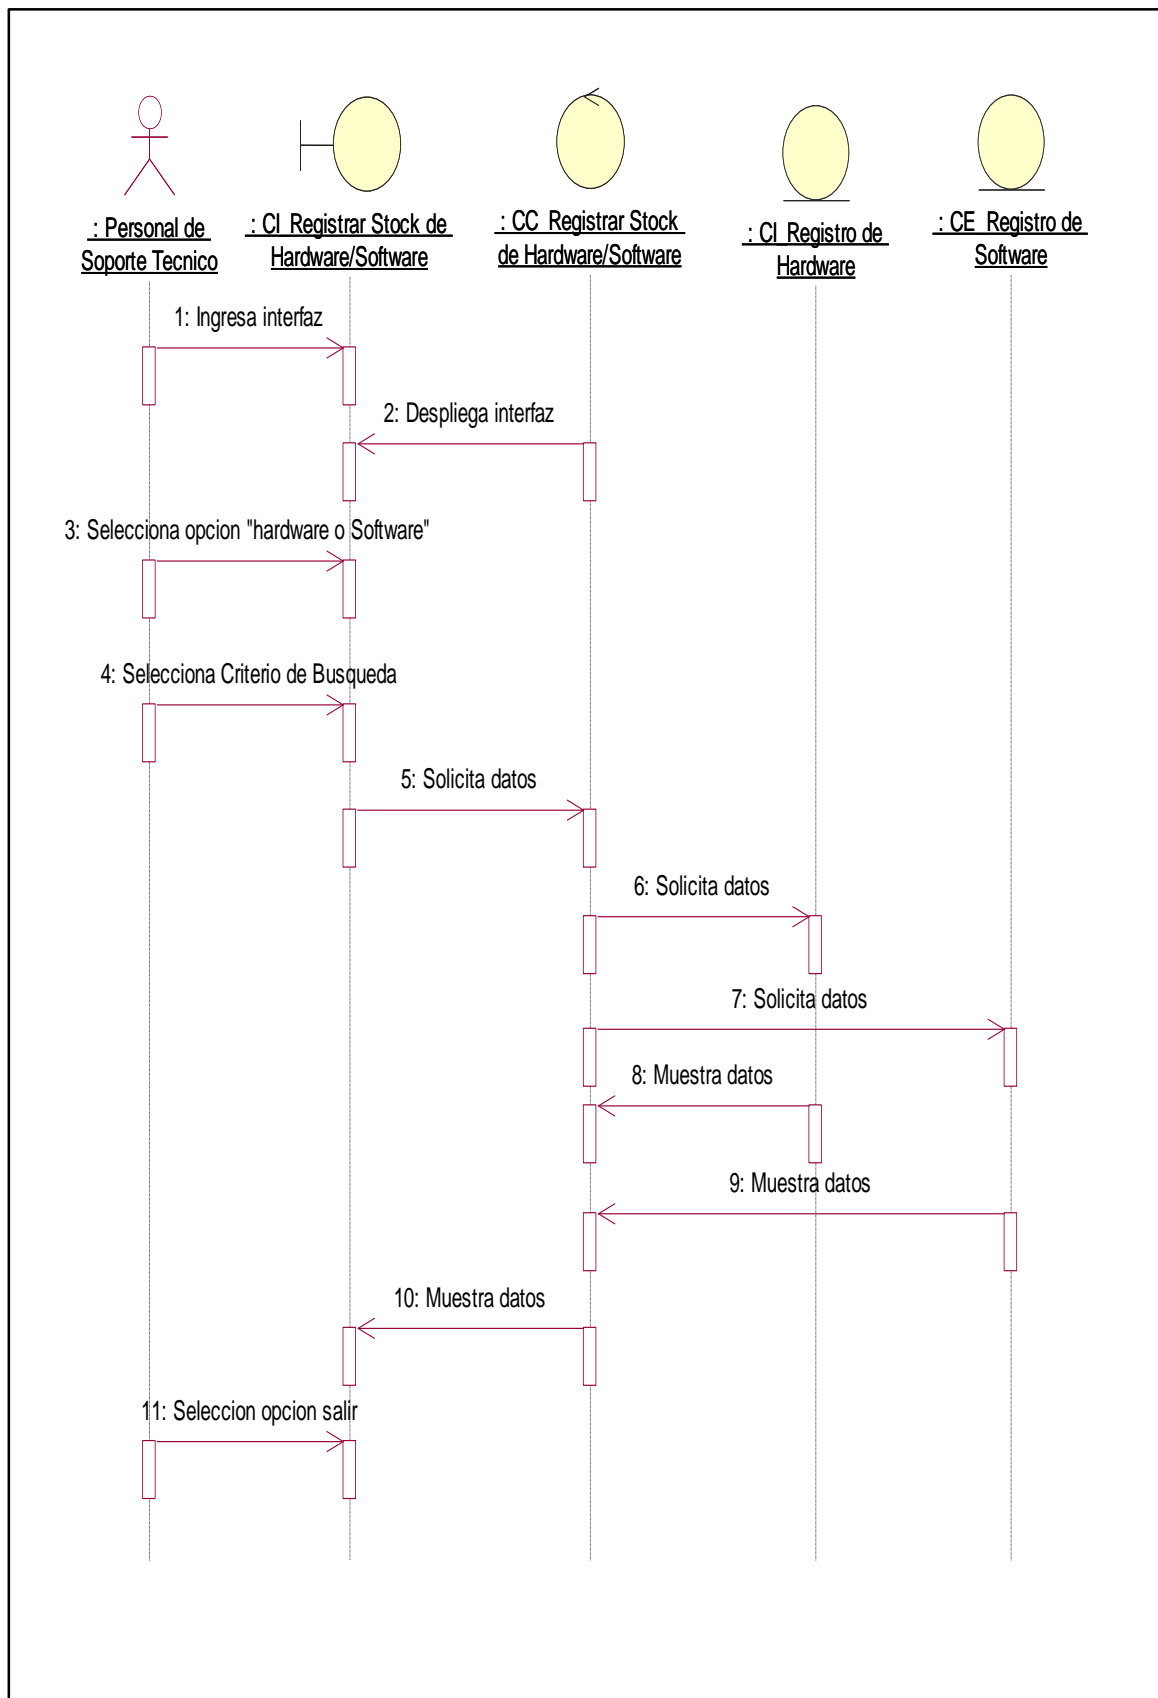 : Personal de
Soporte Tecnico
: CI_Registrar Stock de
Hardware/Software
: CC_Registrar Stock
de Hardware/Software
: CI_Registro de
Hardware
: CE_Registro de
Software
1: Ingresa interfaz
2: Despliega interfaz
3: Selecciona opcion "hardware o Software"
4: Selecciona Criterio de Busqueda
5: Solicita datos
6: Solicita datos
7: Solicita datos
8: Muestra datos
9: Muestra datos
10: Muestra datos
11: Seleccion opcion salir